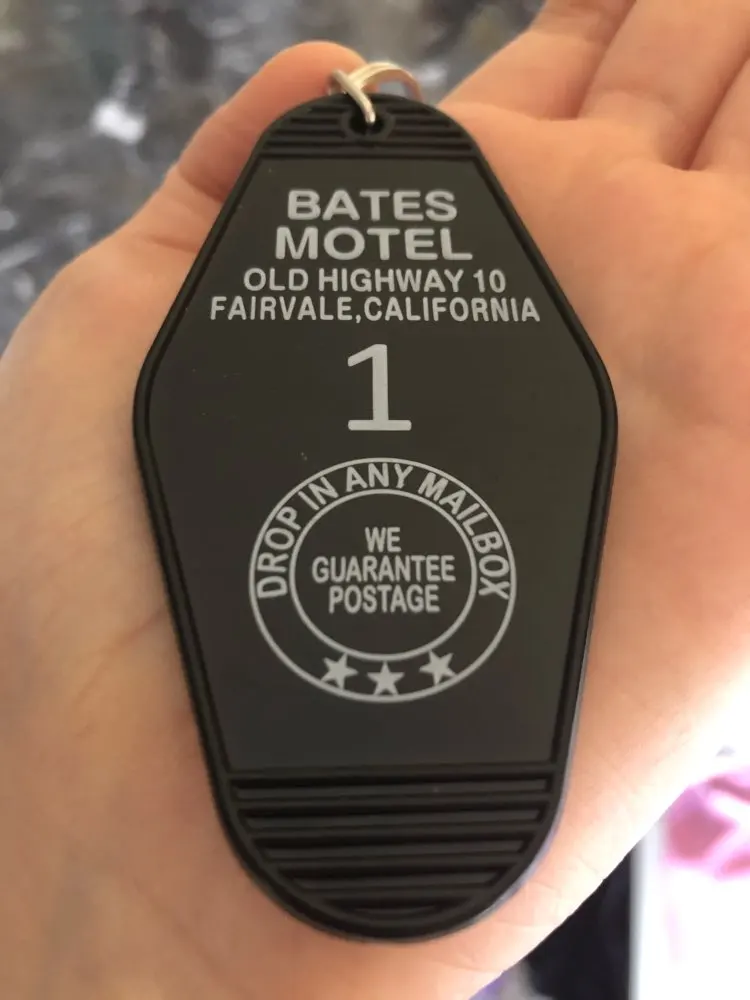 BATES
MOTEL
OLD HIGHWAY 10
FAIRVALE,CALIFORNIA
1
DROP IN ANY MAILBOX
WE
GUARANTEE
POSTAGE